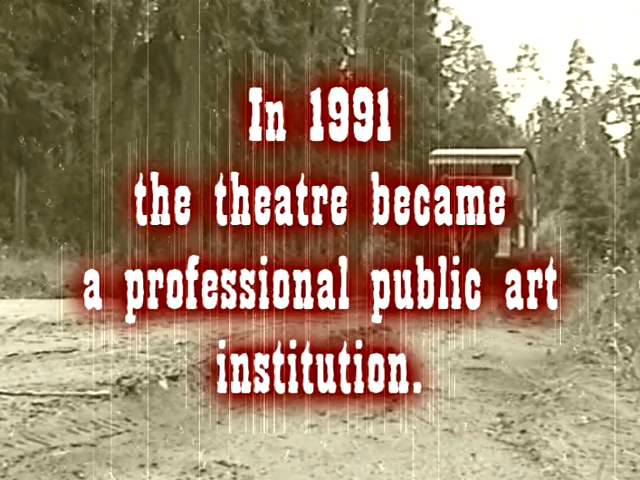 In 1991
the theatre became
a professional public art
institution.